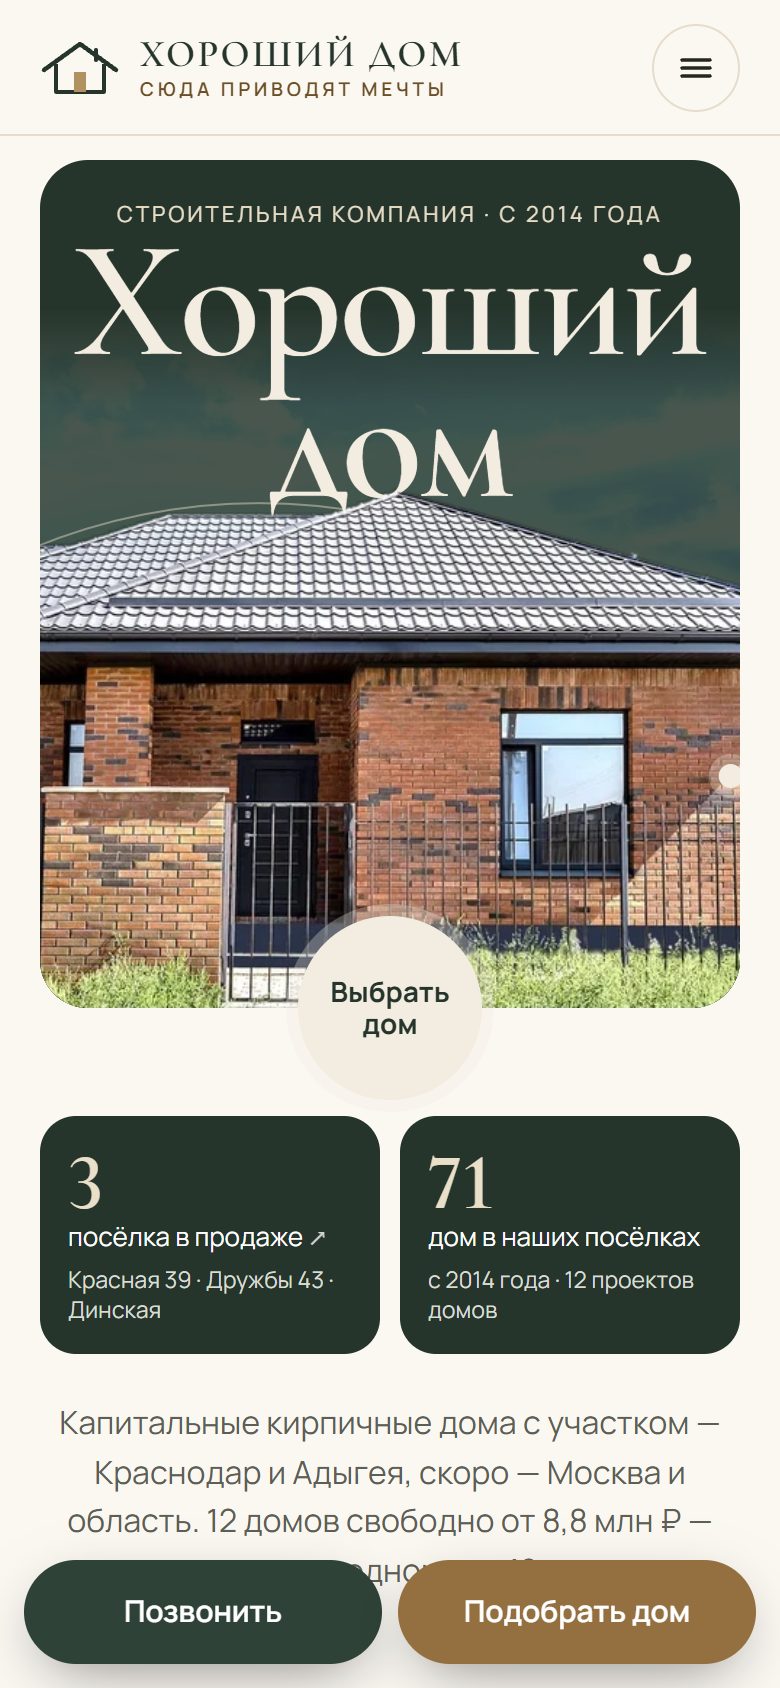 ХОРОШИЙ ДОМ
СЮДА ПРИВОДЯТ МЕЧТЫ
СТРОИТЕЛЬНАЯ КОМПАНИЯ · С 2014 ГОДА
Хороший
дом
Выбрать
дом
3
посёлка в продаже ↗
Красная 39 · Дружбы 43 ·
Динская
71
дом в наших посёлках
с 2014 года · 12 проектов
домов
Капитальные кирпичные дома с участком —
Краснодар и Адыгея, скоро — Москва и
область. 12 домов свободно от 8,8 млн ₽ —
Позвонить
Подобрать дом